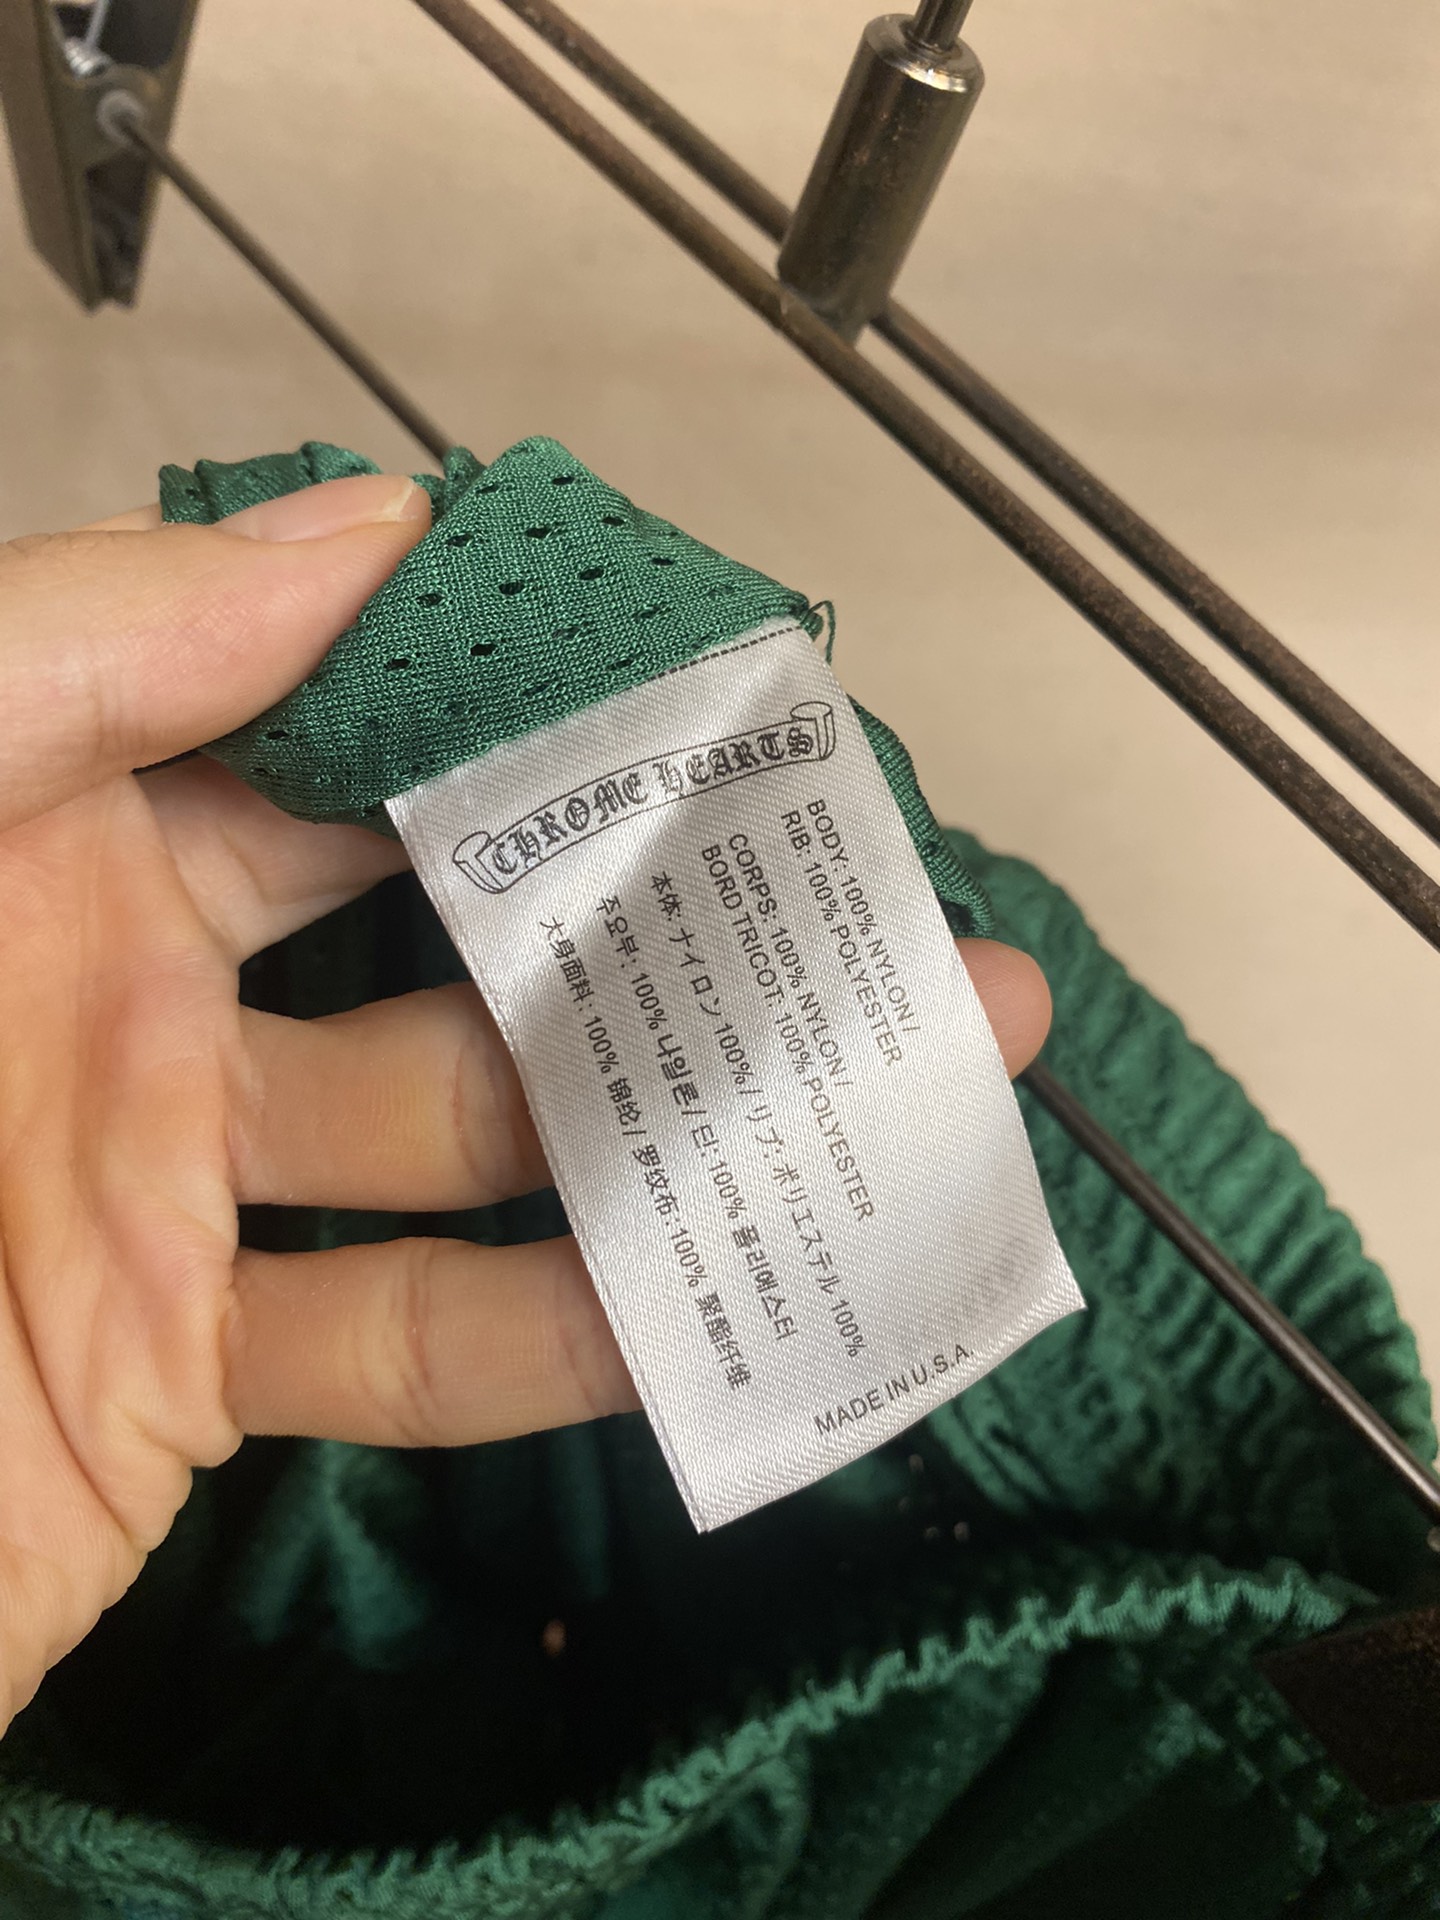 CHROME HEARTS
BODY: 100% NYLON /
RIB: 100% POLYESTER
CORPS: 100% NYLON /
BORD TRICOT: 100% POLYESTER
本体: ナイロン 100% / リブ: ポリエステル 100%
주요부: 100% 나일론 / 단: 100% 폴리에스터
大身面料: 100% 锦纶 / 罗纹布: 100% 聚酯纤维
MADE IN U.S.A.